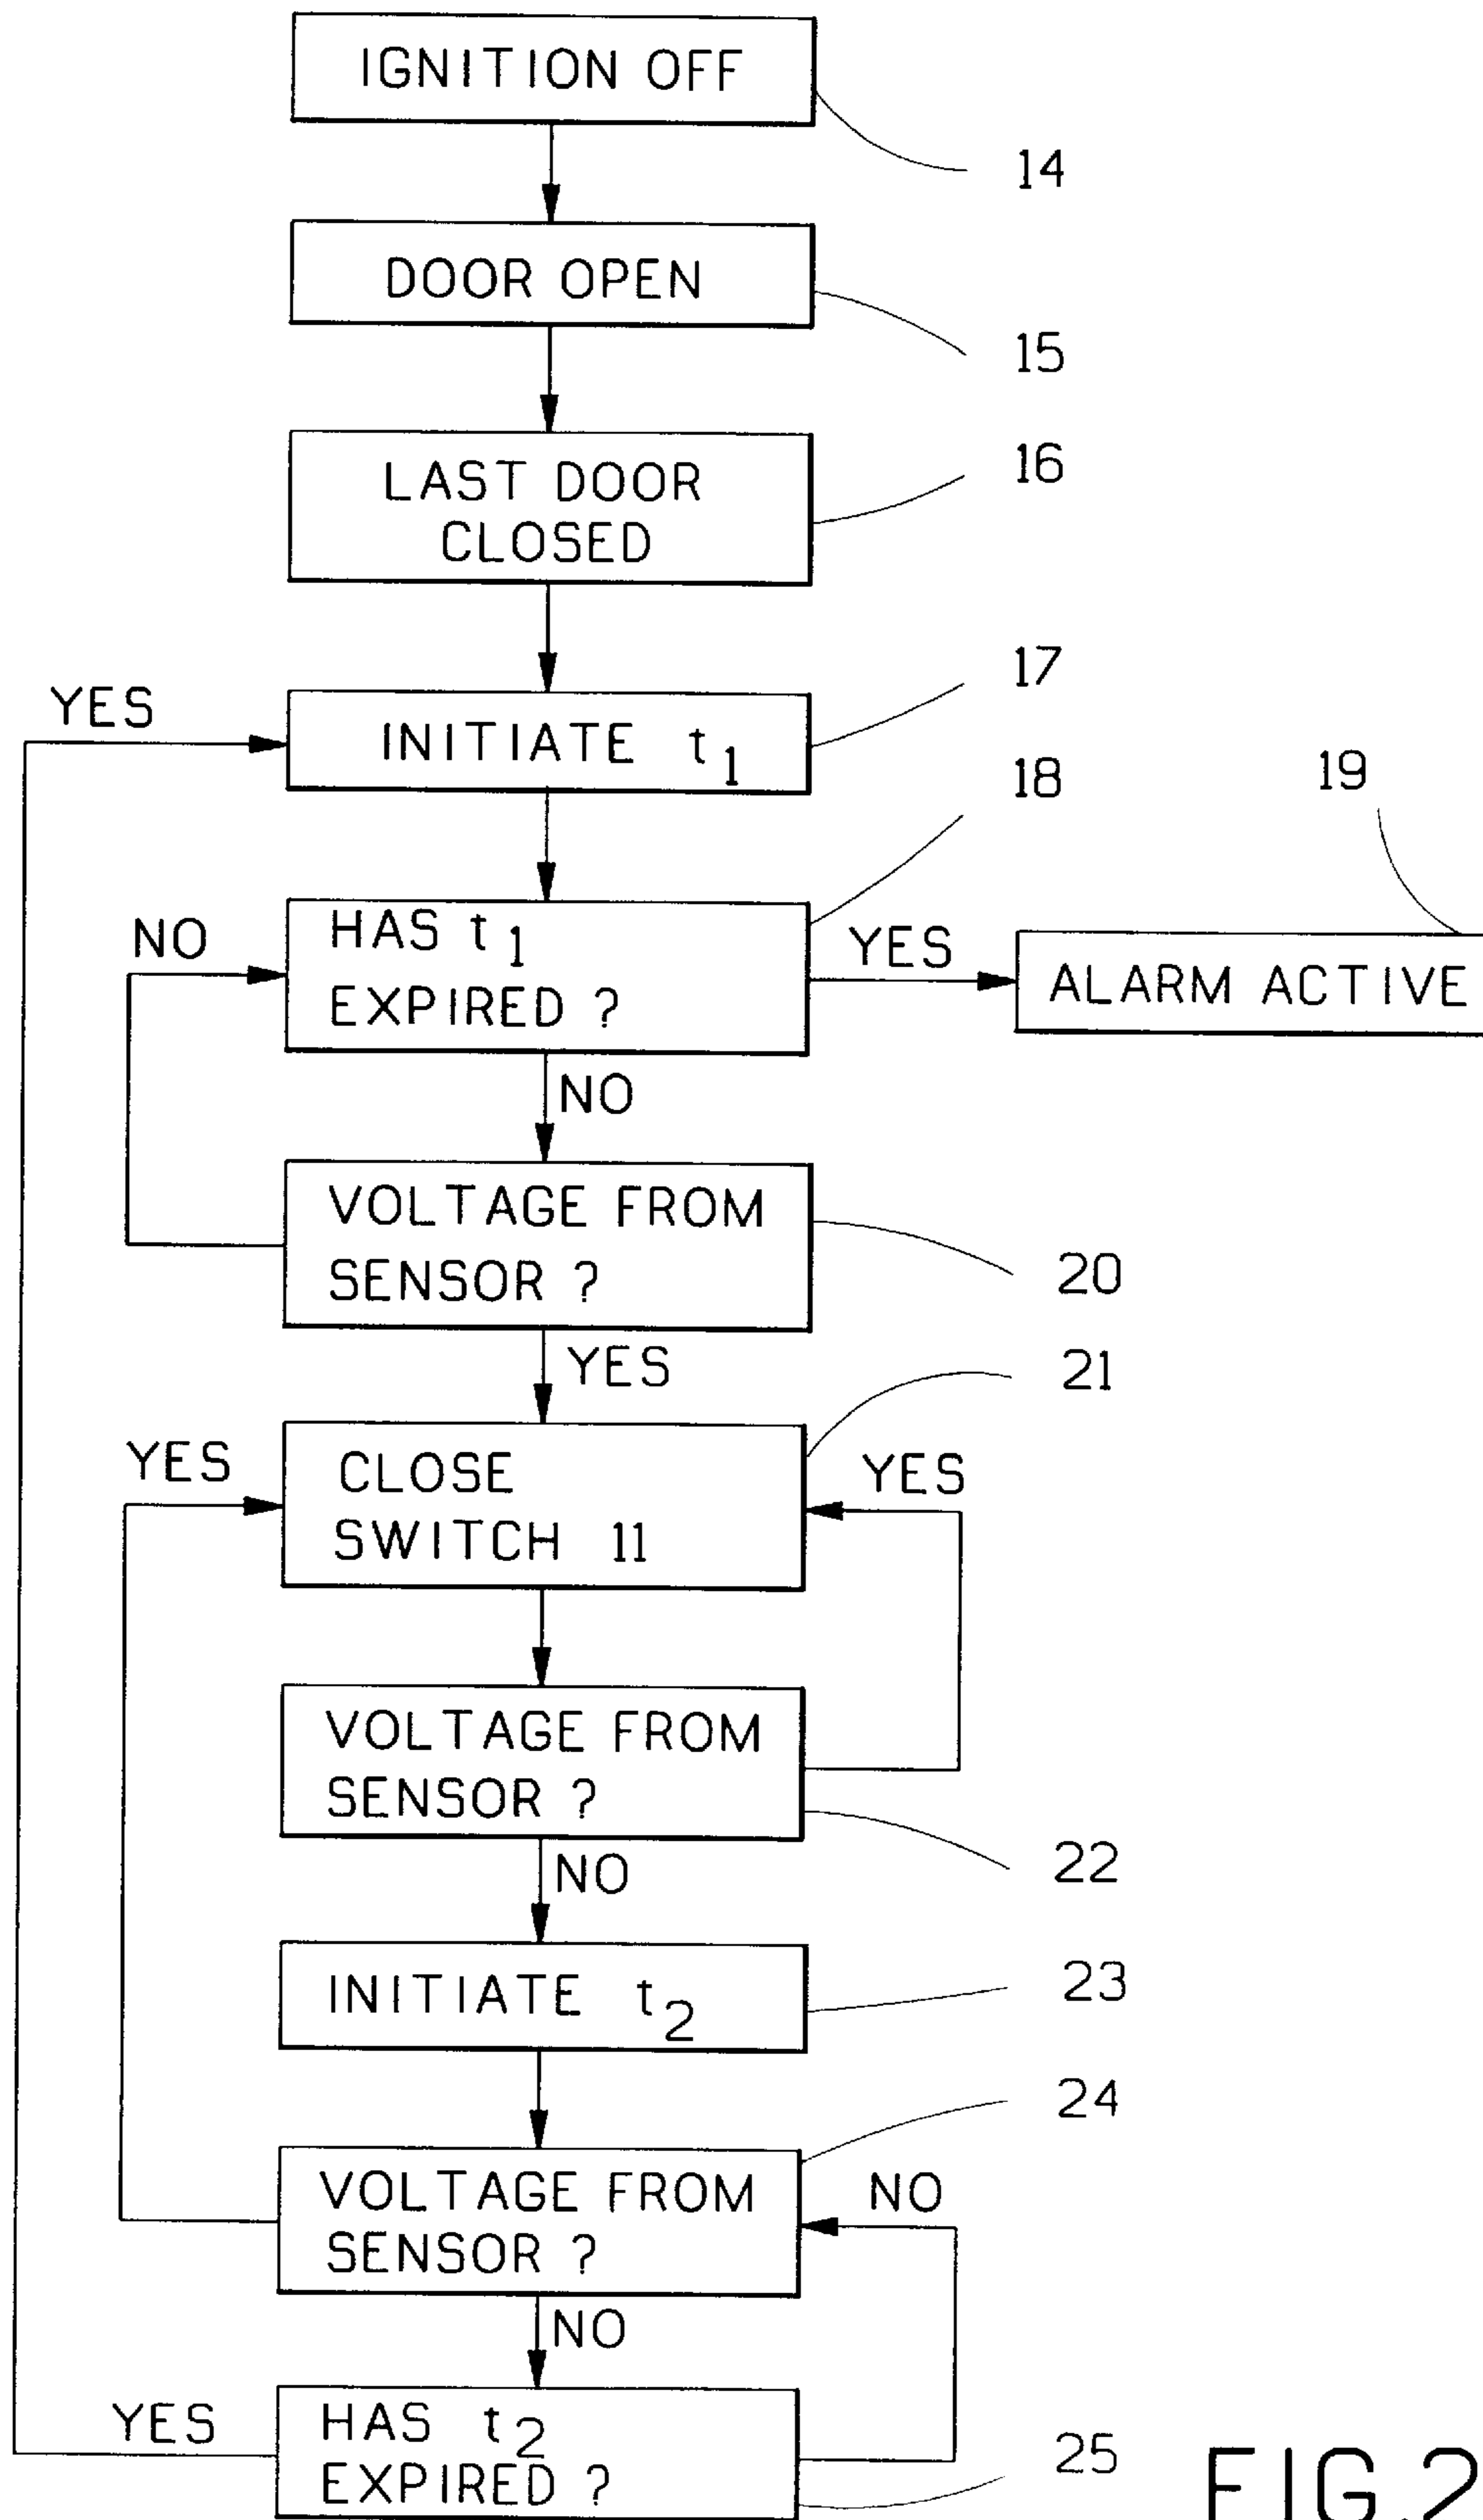 IGNITION OFF
14
DOOR OPEN
15
LAST DOOR
CLOSED
16
YES
INITIATE t1
17
18
19
NO
HAS t1
EXPIRED ?
YES
ALARM ACTIVE
NO
VOLTAGE FROM
SENSOR ?
20
YES
21
YES
CLOSE
SWITCH 11
YES
VOLTAGE FROM
SENSOR ?
22
NO
INITIATE t2
23
24
VOLTAGE FROM
SENSOR ?
NO
NO
YES
HAS t2
EXPIRED ?
25
FIG.2